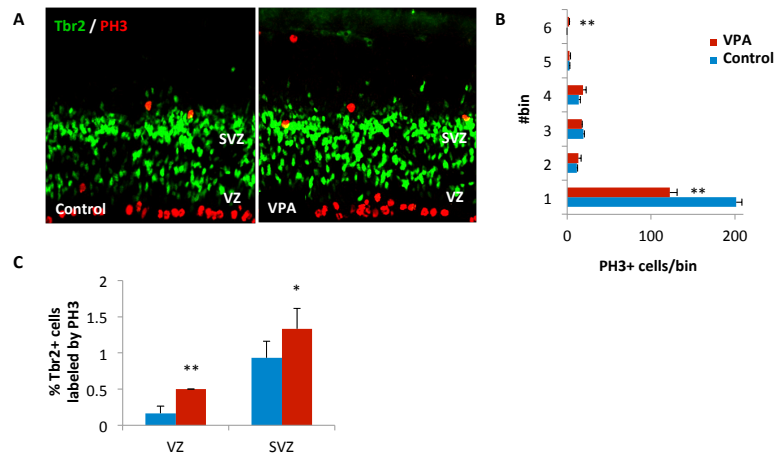 A
Tbr2 / PH3
SVZ
VZ
Control
SVZ
VZ
VPA
B
#bin
6
5
4
3
2
1
**
**
VPA
Control
0
100
200
PH3+ cells/bin
C
% Tbr2+ cells
labeled by PH3
2
1.5
1
0.5
0
**
*
VZ
SVZ